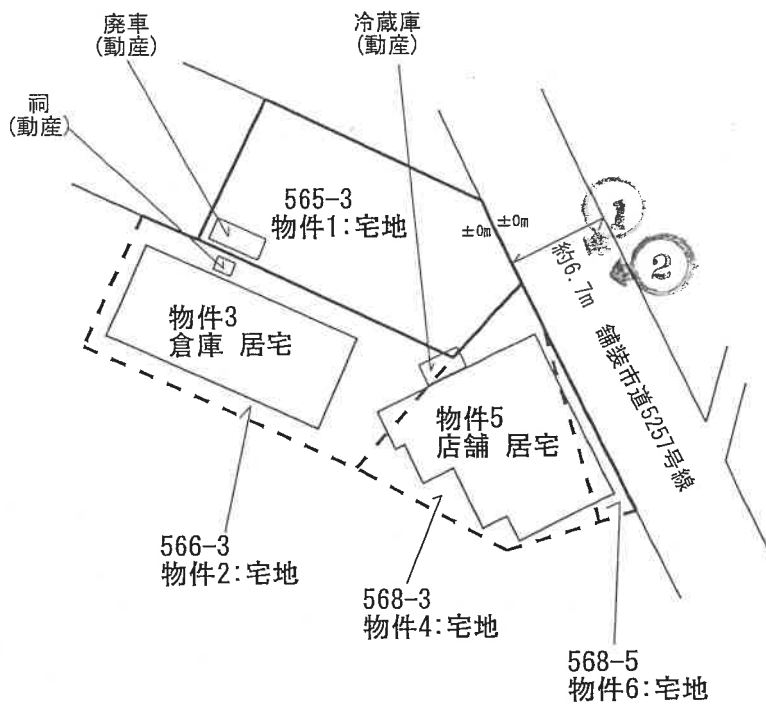 廃車
(動産)
冷蔵庫
(動産)
祠
(動産)
565-3
物件1:宅地
±0m
±0m
1
2
約6.7m
舗装市道5257号線
物件3
倉庫 居宅
物件5
店舗 居宅
566-3
物件2:宅地
568-3
物件4:宅地
568-5
物件6:宅地